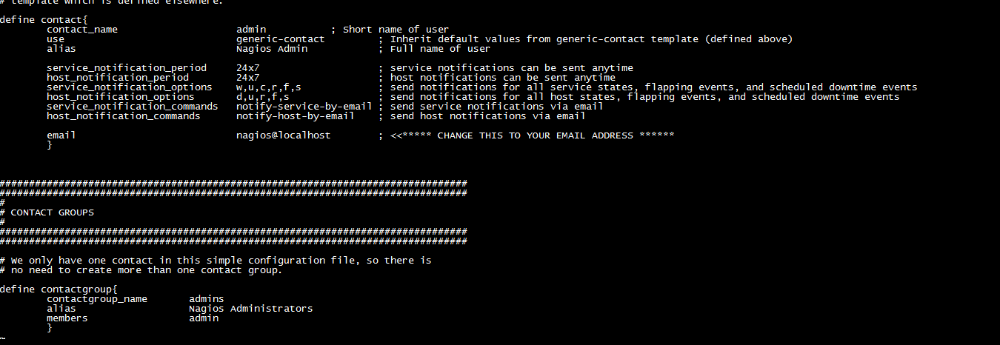 # template which is defined elsewhere.
define contact{
        contact_name                    admin           ; Short name of user
        use                             generic-contact         ; Inherit default values from generic-contact template (defined above)
        alias                           Nagios Admin            ; Full name of user
        service_notification_period     24x7                    ; service notifications can be sent anytime
        host_notification_period        24x7                    ; host notifications can be sent anytime
        service_notification_options    w,u,c,r,f,s             ; send notifications for all service states, flapping events, and scheduled downtime events
        host_notification_options       d,u,r,f,s               ; send notifications for all host states, flapping events, and scheduled downtime events
        service_notification_commands   notify-service-by-email ; send service notifications via email
        host_notification_commands      notify-host-by-email    ; send host notifications via email
        email                           nagios@localhost        ; <<***** CHANGE THIS TO YOUR EMAIL ADDRESS ******
        }
###############################################################################
###############################################################################
#
# CONTACT GROUPS
#
###############################################################################
###############################################################################
# We only have one contact in this simple configuration file, so there is
# no need to create more than one contact group.
define contactgroup{
        contactgroup_name       admins
        alias                   Nagios Administrators
        members                 admin
        }
~